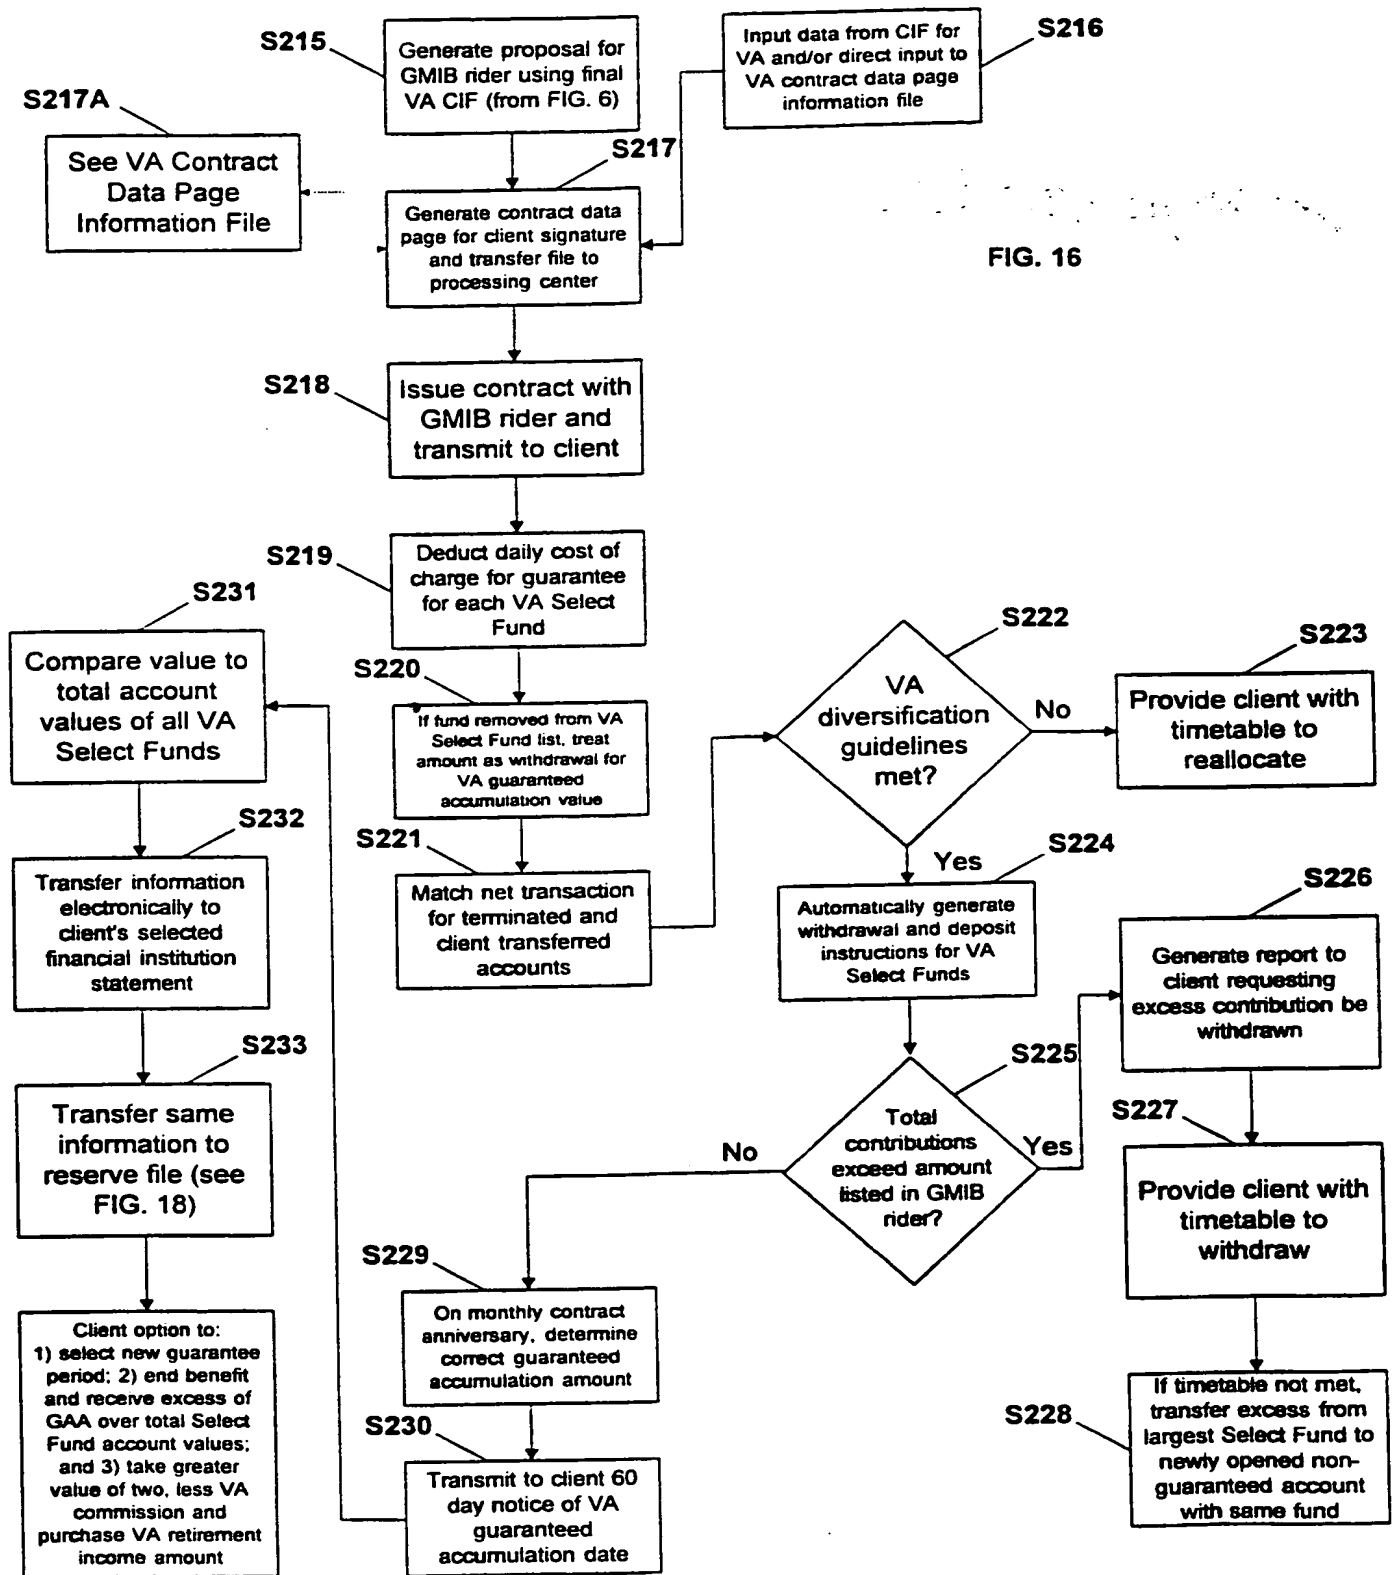 S215
Generate proposal for
GMIB rider using final
VA CIF (from FIG. 6)
S216
Input data from CIF for
VA and/or direct input to
VA contract data page
information file
S217A
See VA Contract
Data Page
Information File
S217
Generate contract data
page for client signature
and transfer file to
processing center
FIG. 16
S218
Issue contract with
GMIB rider and
transmit to client
S219
Deduct daily cost of
charge for guarantee
for each VA Select
Fund
S220
If fund removed from VA
Select Fund list, treat
amount as withdrawal for
VA guaranteed
accumulation value
S221
Match net transaction
for terminated and
client transferred
accounts
S222
VA
diversification
guidelines
met?
No
Yes
S223
Provide client with
timetable to
reallocate
S224
Automatically generate
withdrawal and deposit
instructions for VA
Select Funds
S225
Total
contributions
exceed amount
listed in GMIB
rider?
No
Yes
S226
Generate report to
client requesting
excess contribution be
withdrawn
S227
Provide client with
timetable to
withdraw
S228
If timetable not met,
transfer excess from
largest Select Fund to
newly opened non-
guaranteed account
with same fund
S229
On monthly contract
anniversary, determine
correct guaranteed
accumulation amount
S230
Transmit to client 60
day notice of VA
guaranteed
accumulation date
S231
Compare value to
total account
values of all VA
Select Funds
S232
Transfer information
electronically to
client's selected
financial institution
statement
S233
Transfer same
information to
reserve file (see
FIG. 18)
Client option to:
1) select new guarantee
period; 2) end benefit
and receive excess of
GAA over total Select
Fund account values;
and 3) take greater
value of two, less VA
commission and
purchase VA retirement
income amount